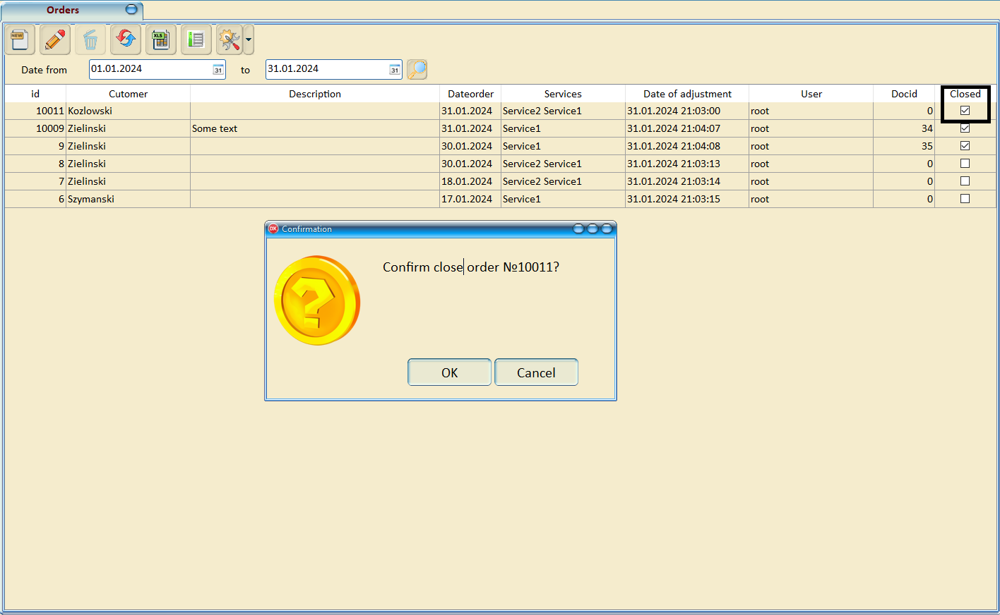 Orders
NEW XLS
Date from 01.01.2024 31 to 31.01.2024 31
id Cutomer Description Dateorder Services Date of adjustment User Docid Closed
10011 Kozlowski 31.01.2024 Service2 Service1 31.01.2024 21:03:00 root 0
10009 Zielinski Some text 31.01.2024 Service1 31.01.2024 21:04:07 root 34
9 Zielinski 30.01.2024 Service1 31.01.2024 21:04:08 root 35
8 Zielinski 30.01.2024 Service2 Service1 31.01.2024 21:03:13 root 0
7 Zielinski 18.01.2024 Service2 Service1 31.01.2024 21:03:14 root 0
6 Szymanski 17.01.2024 Service1 31.01.2024 21:03:15 root 0
DX Confirmation
Confirm close order №10011?
OK Cancel